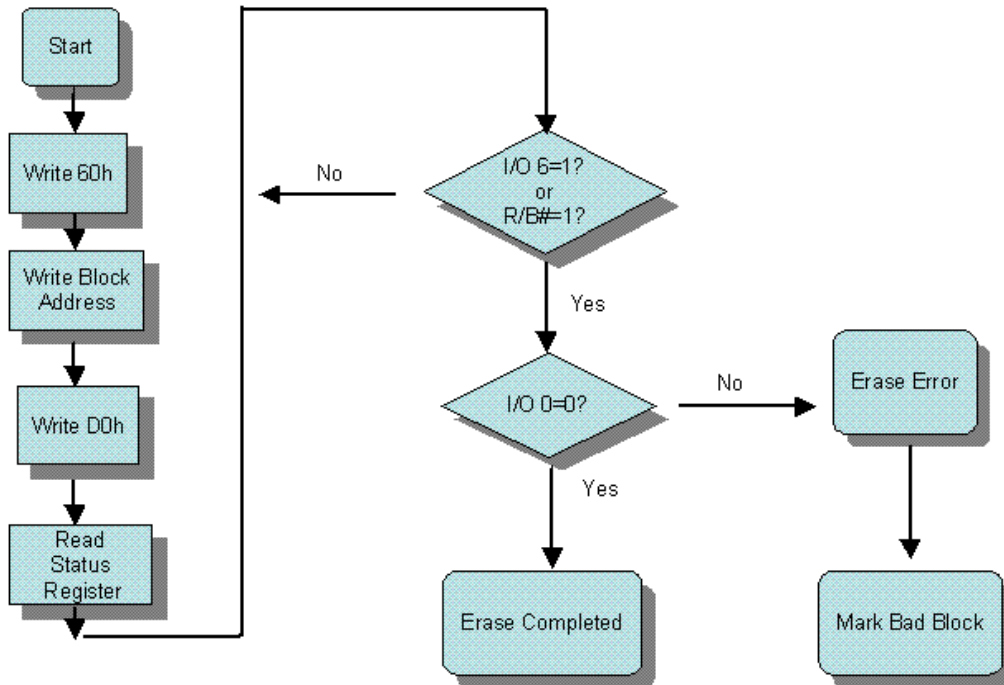 Start
Write 60h
Write Block
Address
Write D0h
Read
Status
Register
I/O 6=1?
or
R/B#=1?
No
Yes
I/O 0=0?
No
Yes
Erase Error
Erase Completed
Mark Bad Block